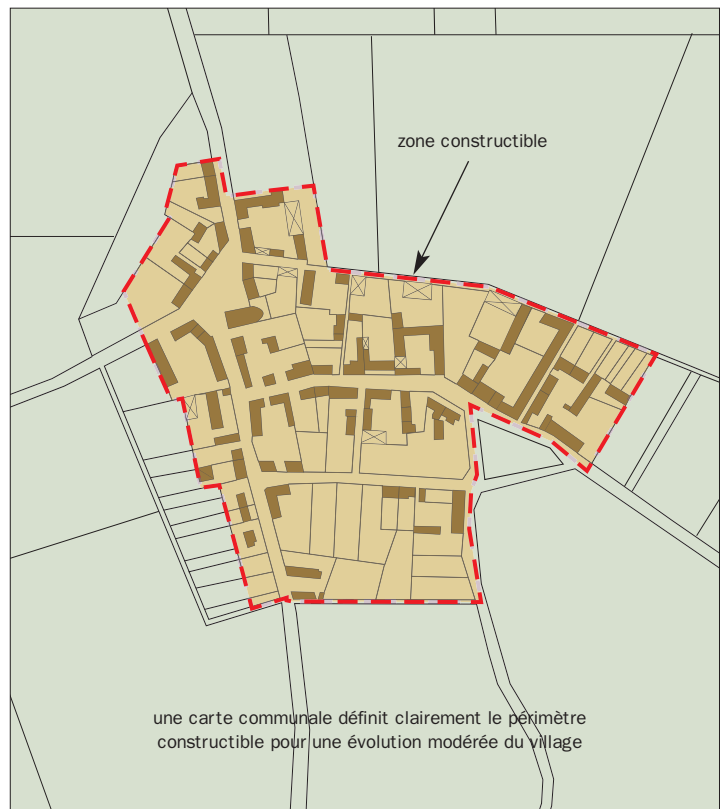 zone constructible
une carte communale définit clairement le périmètre
constructible pour une évolution modérée du village